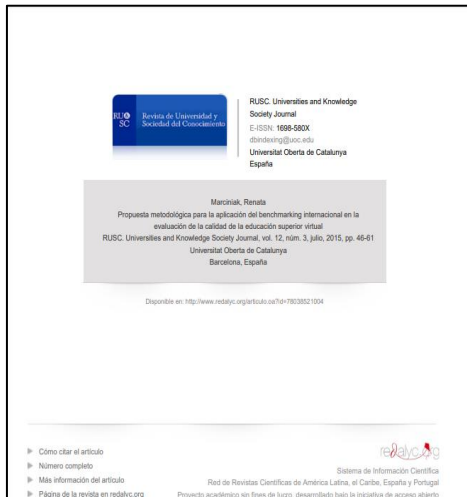 RUSC
Revista de Universidad y
Sociedad del Conocimiento
RUSC. Universities and Knowledge
Society Journal
E-ISSN: 1698-580X
dbindexing@uoc.edu
Universitat Oberta de Catalunya
España
Marciniak, Renata
Propuesta metodológica para la aplicación del benchmarking internacional en la
evaluación de la calidad de la educación superior virtual
RUSC. Universities and Knowledge Society Journal, vol. 12, núm. 3, julio, 2015, pp. 46-61
Universitat Oberta de Catalunya
Barcelona, España
Disponible en: http://www.redalyc.org/articulo.oa?id=78038521004
Cómo citar el artículo
Número completo
Más información del artículo
Página de la revista en redalyc.org
redalyc.org
Sistema de Información Científica
Red de Revistas Científicas de América Latina, el Caribe, España y Portugal
Proyecto académico sin fines de lucro, desarrollado bajo la iniciativa de acceso abierto